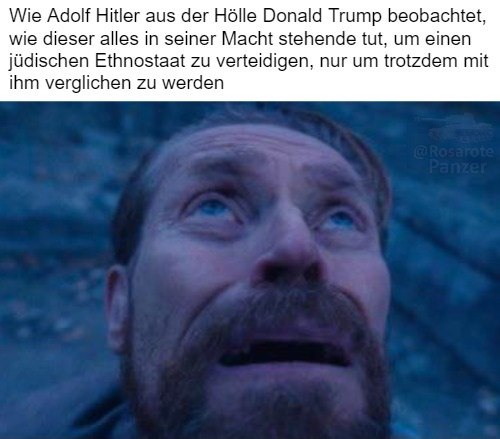 Wie Adolf Hitler aus der Hölle Donald Trump beobachtet,
wie dieser alles in seiner Macht stehende tut, um einen
jüdischen Ethnostaat zu verteidigen, nur um trotzdem mit
ihm verglichen zu werden
@Rosarote
Panzer